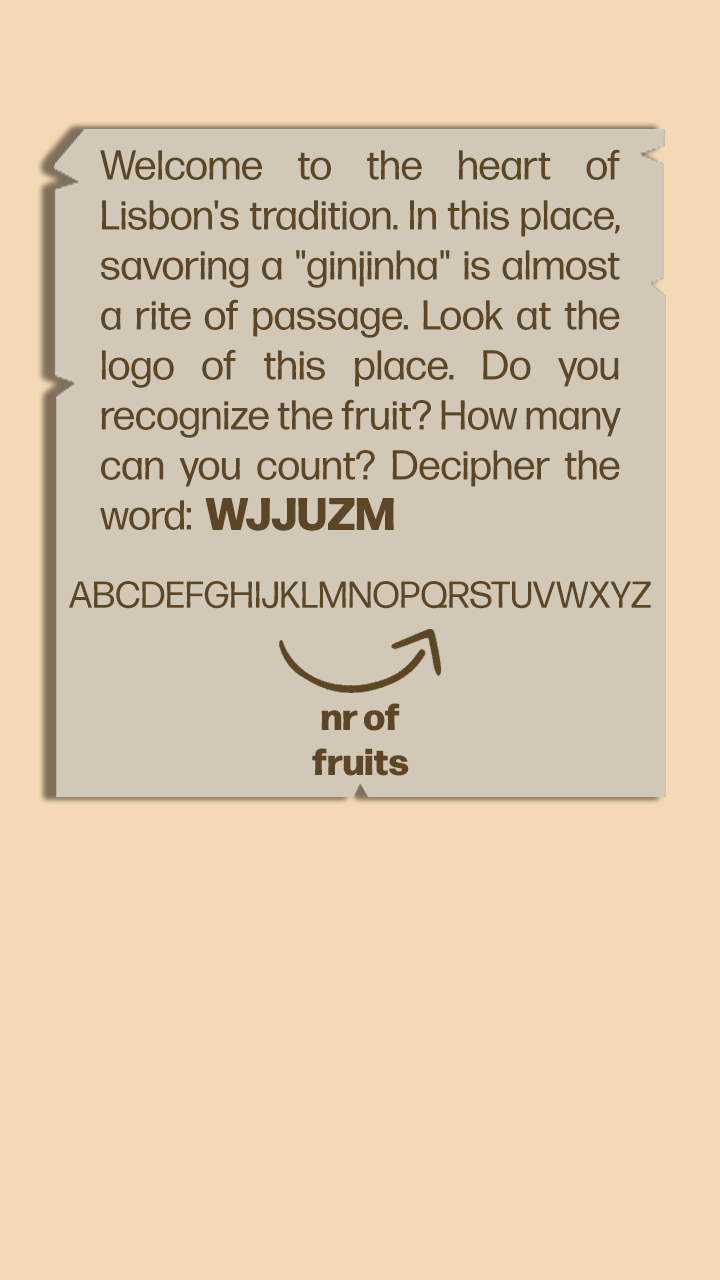 Welcome to the heart of
Lisbon's tradition. In this place,
savoring a "ginjinha" is almost
a rite of passage. Look at the
logo of this place. Do you
recognize the fruit? How many
can you count? Decipher the
word: WJJUZM
ABCDEFGHIJKLMNOPQRSTUVWXYZ
nr of
fruits